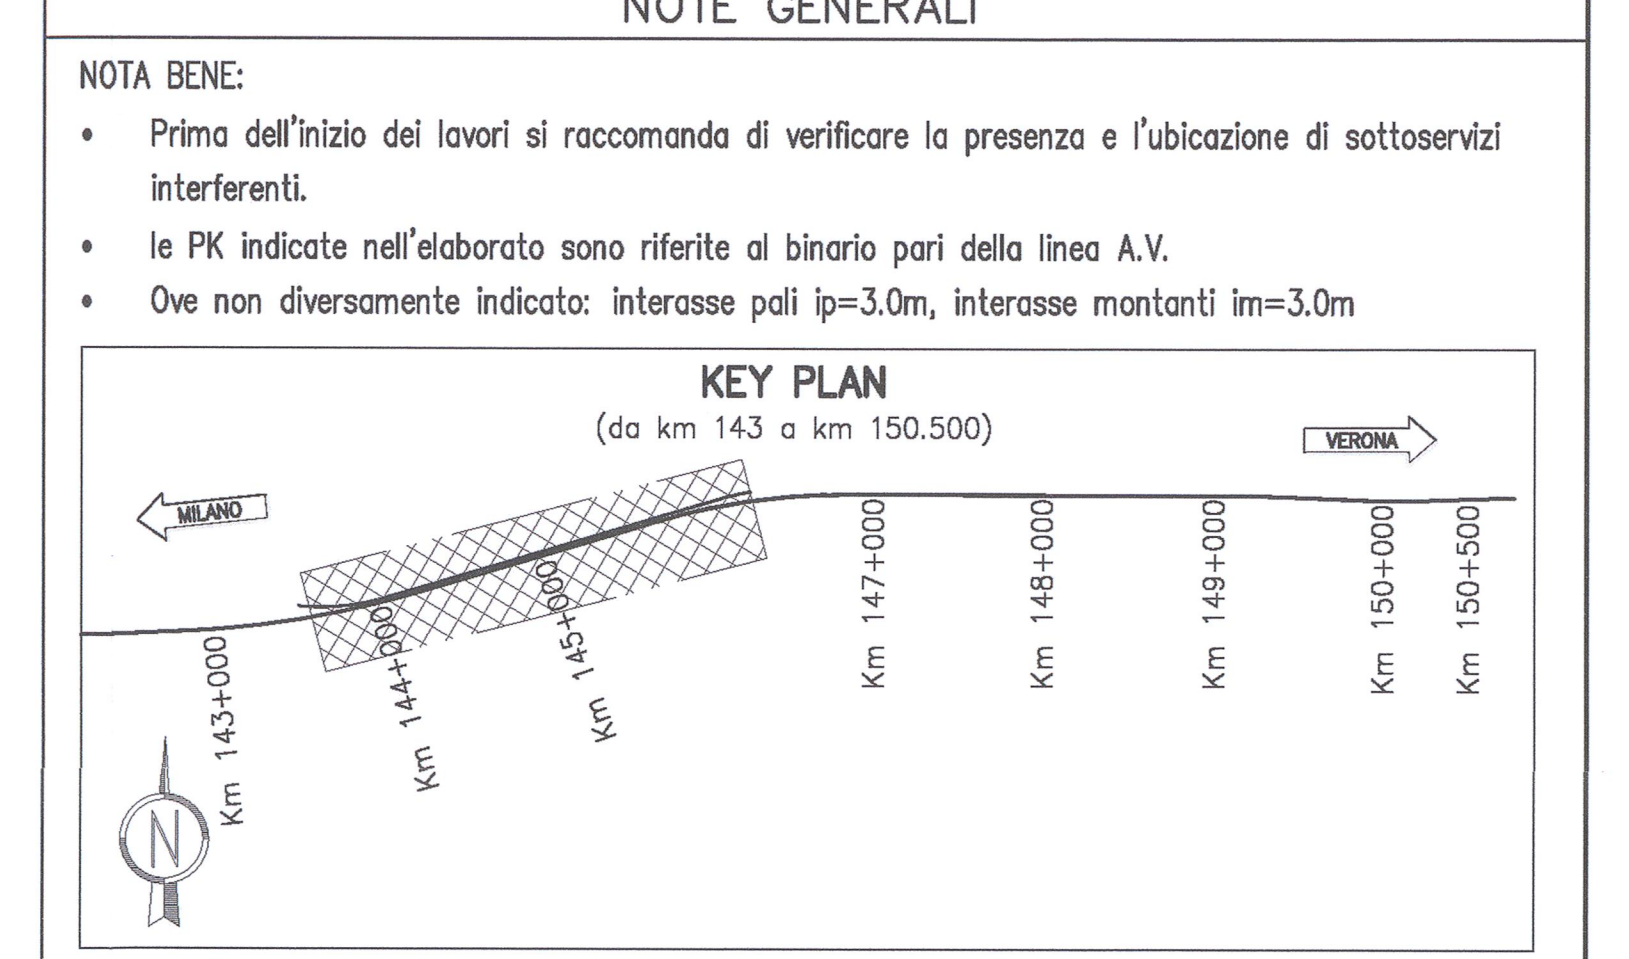 NOTE GENERALI
NOTA BENE:
• Prima dell'inizio dei lavori si raccomanda di verificare la presenza e l'ubicazione di sottoservizi
interferenti.
• le PK indicate nell'elaborato sono riferite al binario pari della linea A.V.
• Ove non diversamente indicato: interasse pali ip=3.0m, interasse montanti im=3.0m
KEY PLAN
(da km 143 a km 150.500)
VERONA
MILANO
Km 143+000
Km 144+000
Km 145+000
Km 147+000
Km 148+000
Km 149+000
Km 150+000
Km 150+500
N